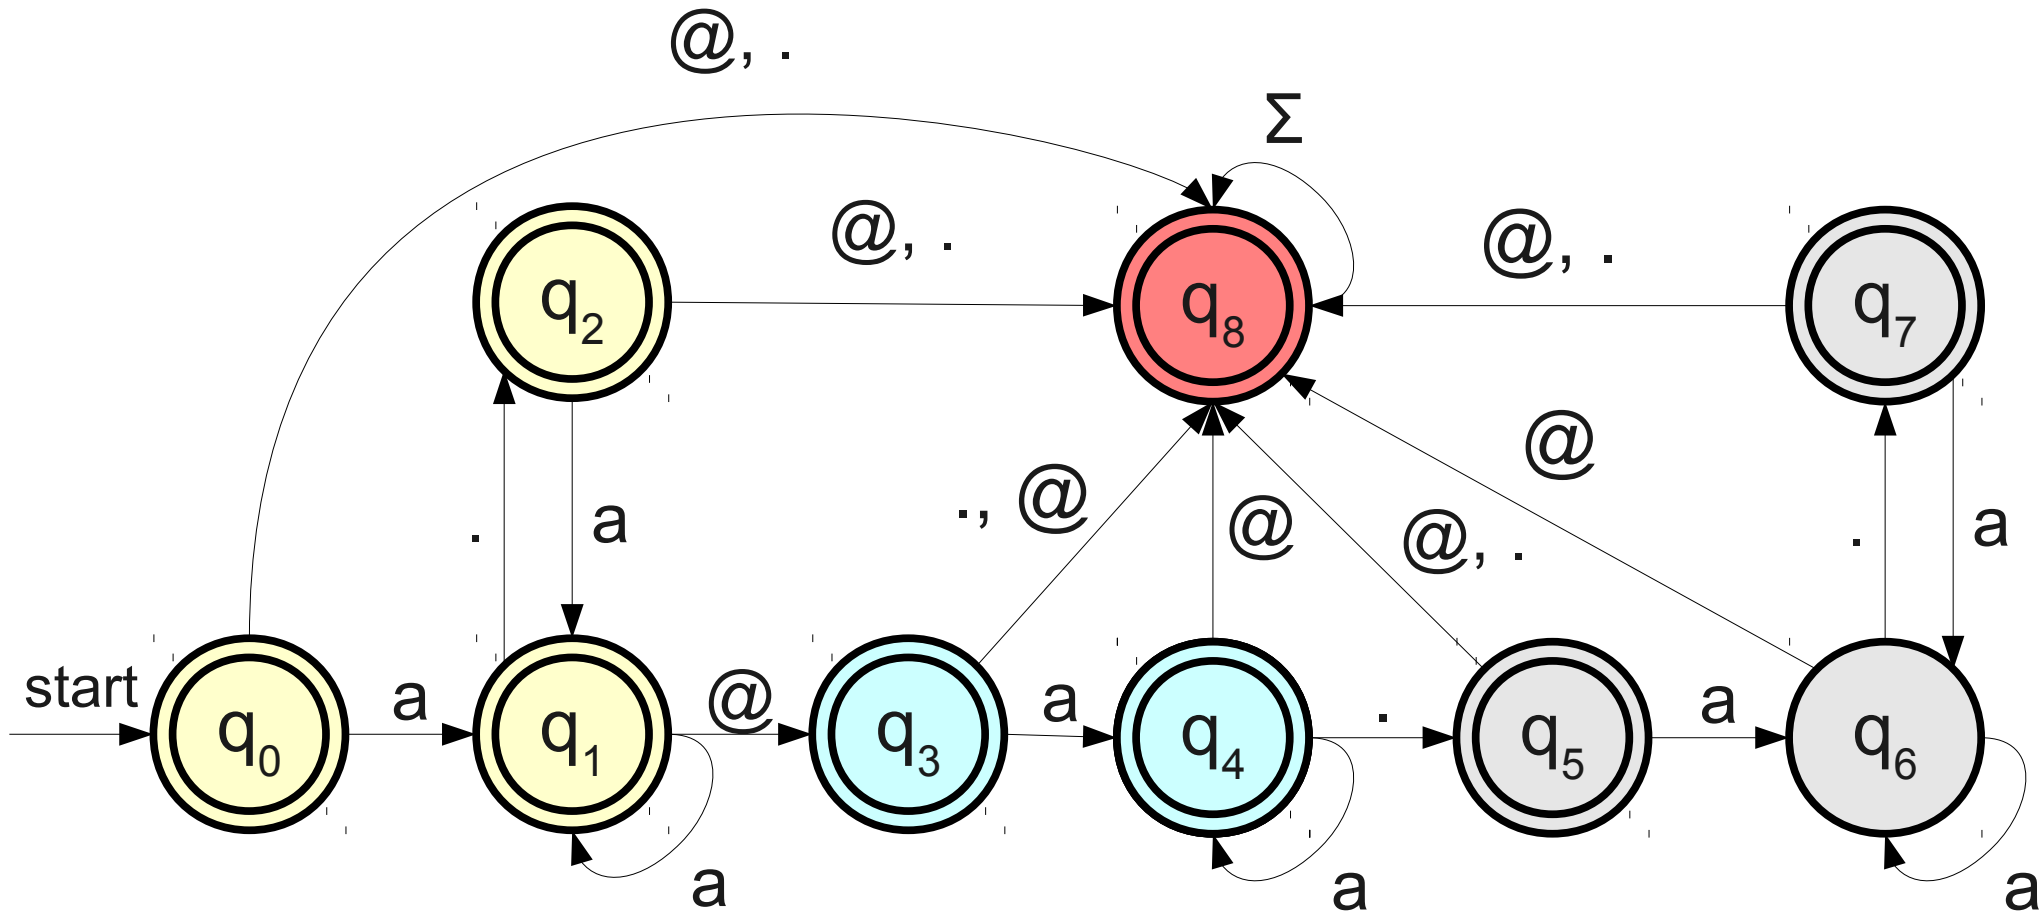 @, .
Σ
q2
@, .
q8
@, .
q7
@
., @
@
@, .
.
a
.
a
start
q0
a
q1
@
q3
a
q4
.
q5
a
q6
a
a
a